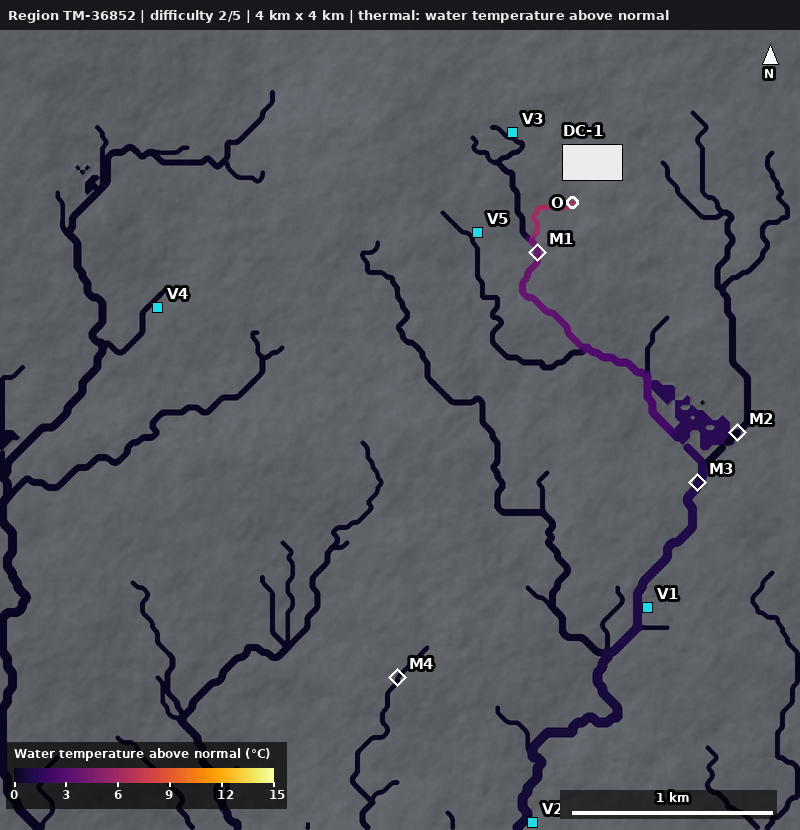 Region TM-36852 | difficulty 2/5 | 4 km x 4 km | thermal: water temperature above normal
N
V3
DC-1
O
V5
M1
V4
M2
M3
V1
M4
Water temperature above normal (°C)
0 3 6 9 12 15
1 km
V2